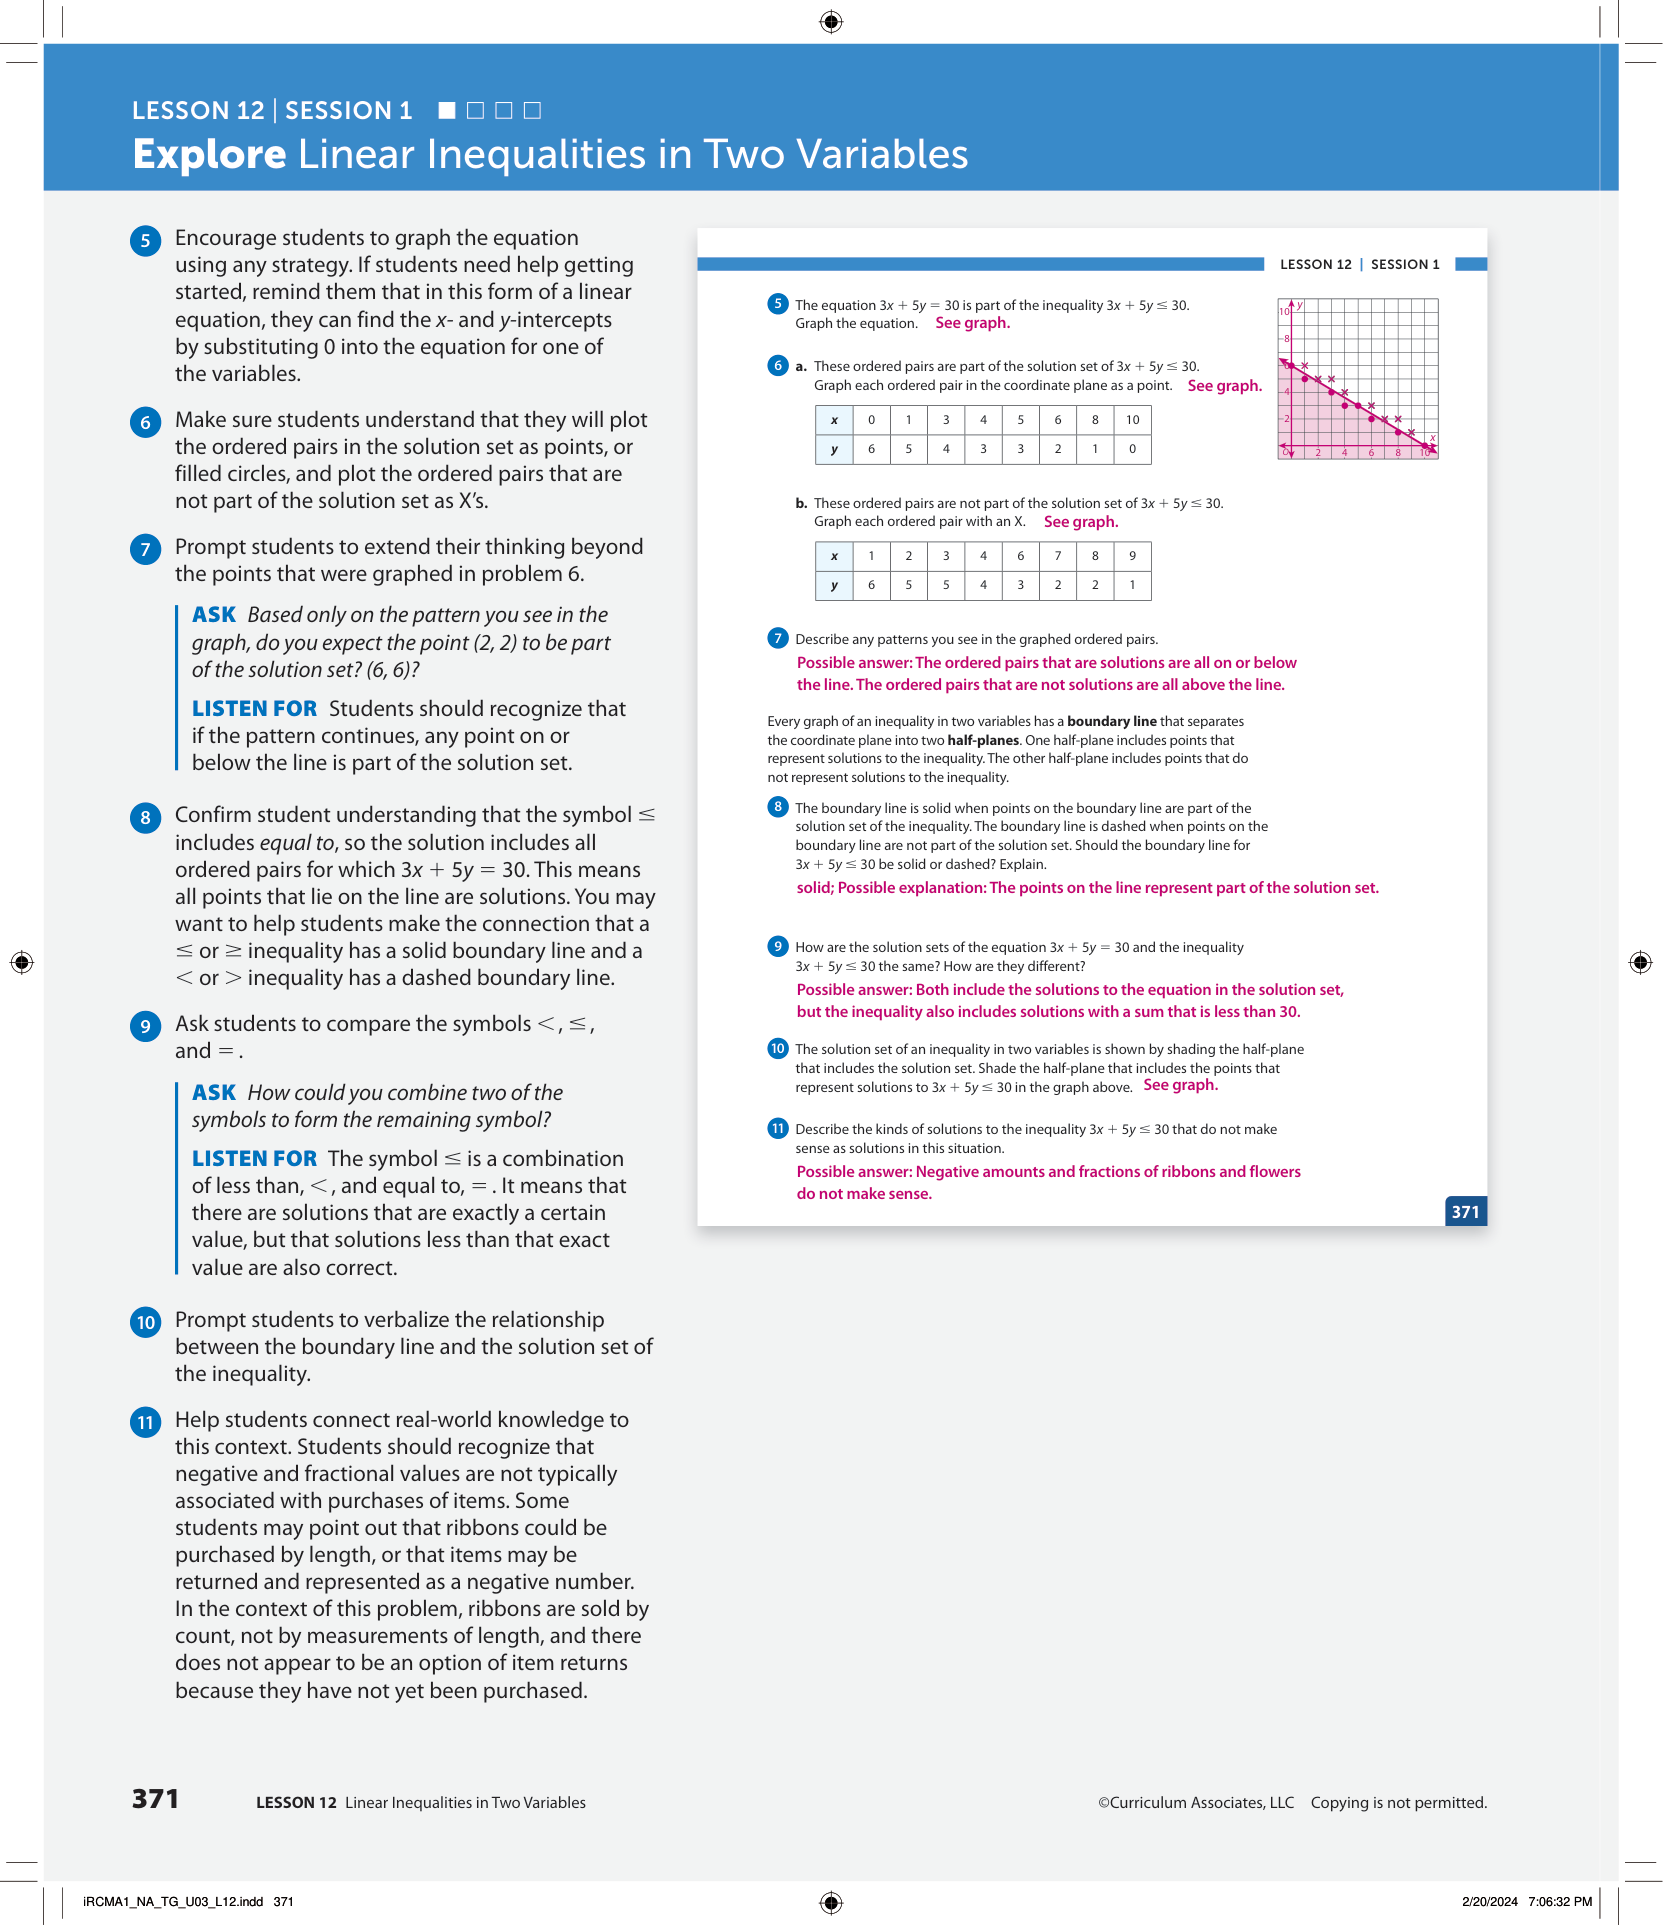 LESSON 12 | SESSION 1
Explore Linear Inequalities in Two Variables
5 Encourage students to graph the equation
using any strategy. If students need help getting
started, remind them that in this form of a linear
equation, they can find the x- and y-intercepts
by substituting 0 into the equation for one of
the variables.
6 Make sure students understand that they will plot
the ordered pairs in the solution set as points, or
filled circles, and plot the ordered pairs that are
not part of the solution set as X’s.
7 Prompt students to extend their thinking beyond
the points that were graphed in problem 6.
ASK Based only on the pattern you see in the
graph, do you expect the point (2, 2) to be part
of the solution set? (6, 6)?
LISTEN FOR Students should recognize that
if the pattern continues, any point on or
below the line is part of the solution set.
8 Confirm student understanding that the symbol ≤
includes equal to, so the solution includes all
ordered pairs for which 3x + 5y = 30. This means
all points that lie on the line are solutions. You may
want to help students make the connection that a
≤ or ≥ inequality has a solid boundary line and a
< or > inequality has a dashed boundary line.
9 Ask students to compare the symbols <, ≤,
and =.
ASK How could you combine two of the
symbols to form the remaining symbol?
LISTEN FOR The symbol ≤ is a combination
of less than, <, and equal to, =. It means that
there are solutions that are exactly a certain
value, but that solutions less than that exact
value are also correct.
10 Prompt students to verbalize the relationship
between the boundary line and the solution set of
the inequality.
11 Help students connect real-world knowledge to
this context. Students should recognize that
negative and fractional values are not typically
associated with purchases of items. Some
students may point out that ribbons could be
purchased by length, or that items may be
returned and represented as a negative number.
In the context of this problem, ribbons are sold by
count, not by measurements of length, and there
does not appear to be an option of item returns
because they have not yet been purchased.
LESSON 12 | SESSION 1
5 The equation 3x + 5y = 30 is part of the inequality 3x + 5y ≤ 30.
Graph the equation. See graph.
y
10
8
6
4
2
0 2 4 6 8 10
x
6 a. These ordered pairs are part of the solution set of 3x + 5y ≤ 30.
Graph each ordered pair in the coordinate plane as a point. See graph.
x 0 1 3 4 5 6 8 10
y 6 5 4 3 3 2 1 0
b. These ordered pairs are not part of the solution set of 3x + 5y ≤ 30.
Graph each ordered pair with an X. See graph.
x 1 2 3 4 6 7 8 9
y 6 5 5 4 3 2 2 1
7 Describe any patterns you see in the graphed ordered pairs.
Possible answer: The ordered pairs that are solutions are all on or below
the line. The ordered pairs that are not solutions are all above the line.
Every graph of an inequality in two variables has a boundary line that separates
the coordinate plane into two half-planes. One half-plane includes points that
represent solutions to the inequality. The other half-plane includes points that do
not represent solutions to the inequality.
8 The boundary line is solid when points on the boundary line are part of the
solution set of the inequality. The boundary line is dashed when points on the
boundary line are not part of the solution set. Should the boundary line for
3x + 5y ≤ 30 be solid or dashed? Explain.
solid; Possible explanation: The points on the line represent part of the solution set.
9 How are the solution sets of the equation 3x + 5y = 30 and the inequality
3x + 5y ≤ 30 the same? How are they different?
Possible answer: Both include the solutions to the equation in the solution set,
but the inequality also includes solutions with a sum that is less than 30.
10 The solution set of an inequality in two variables is shown by shading the half-plane
that includes the solution set. Shade the half-plane that includes the points that
represent solutions to 3x + 5y ≤ 30 in the graph above. See graph.
11 Describe the kinds of solutions to the inequality 3x + 5y ≤ 30 that do not make
sense as solutions in this situation.
Possible answer: Negative amounts and fractions of ribbons and flowers
do not make sense.
371
371 LESSON 12 Linear Inequalities in Two Variables
©Curriculum Associates, LLC Copying is not permitted.
iRCMA1_NA_TG_U03_L12.indd 371
2/20/2024 7:06:32 PM